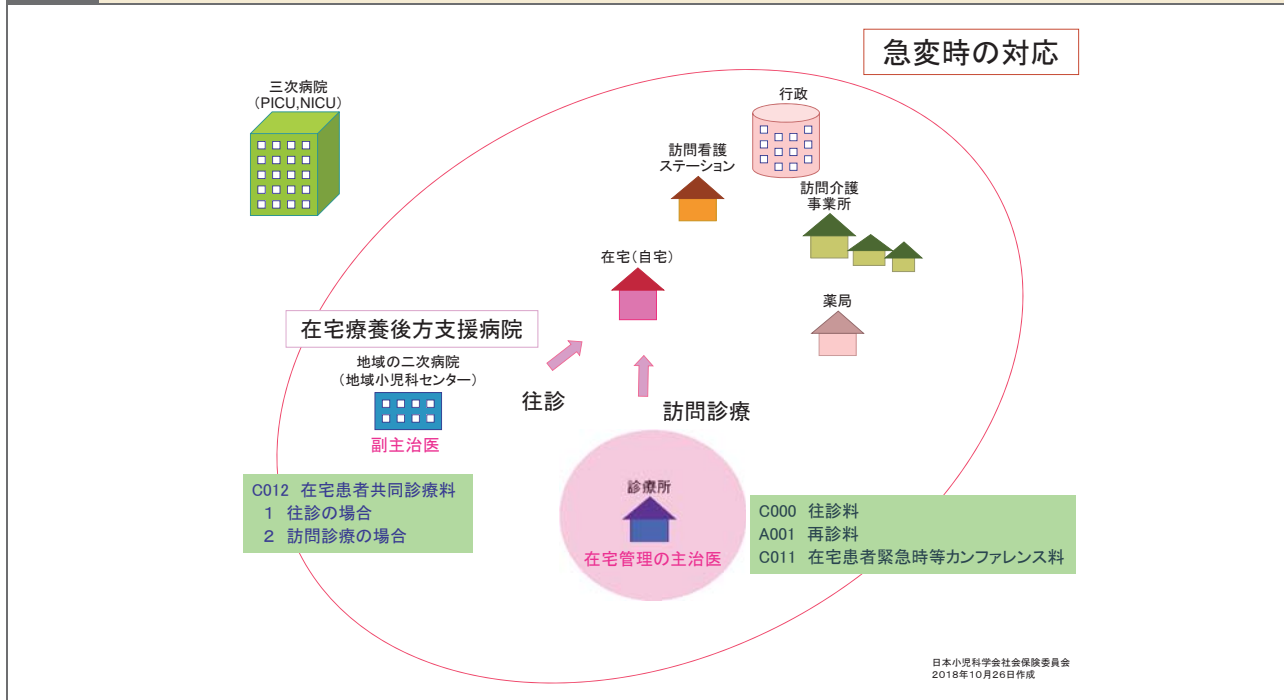 急変時の対応
三次病院
(PICU,NICU)
行政
訪問看護
ステーション
訪問介護
事業所
在宅(自宅)
薬局
在宅療養後方支援病院
地域の二次病院
(地域小児科センター)
副主治医
往診
訪問診療
C012 在宅患者共同診療料
1 往診の場合
2 訪問診療の場合
診療所
在宅管理の主治医
C000 往診料
A001 再診料
C011 在宅患者緊急時等カンファレンス料
日本小児科学会社会保険委員会
2018年10月26日作成